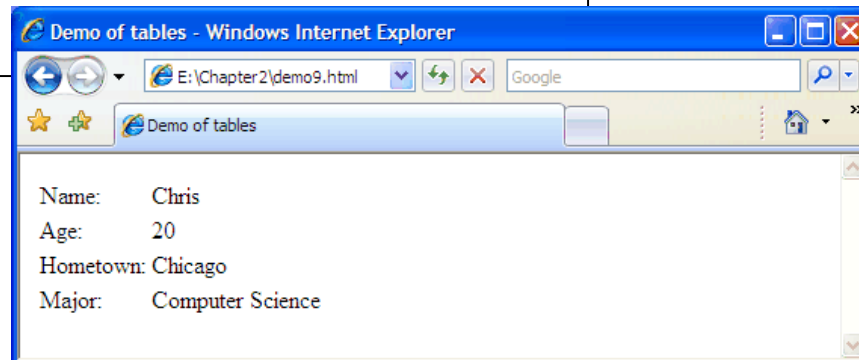 Demo of tables - Windows Internet Explorer
E:\Chapter2\demo9.html Google
Demo of tables »
Name: Chris
Age: 20
Hometown: Chicago
Major: Computer Science